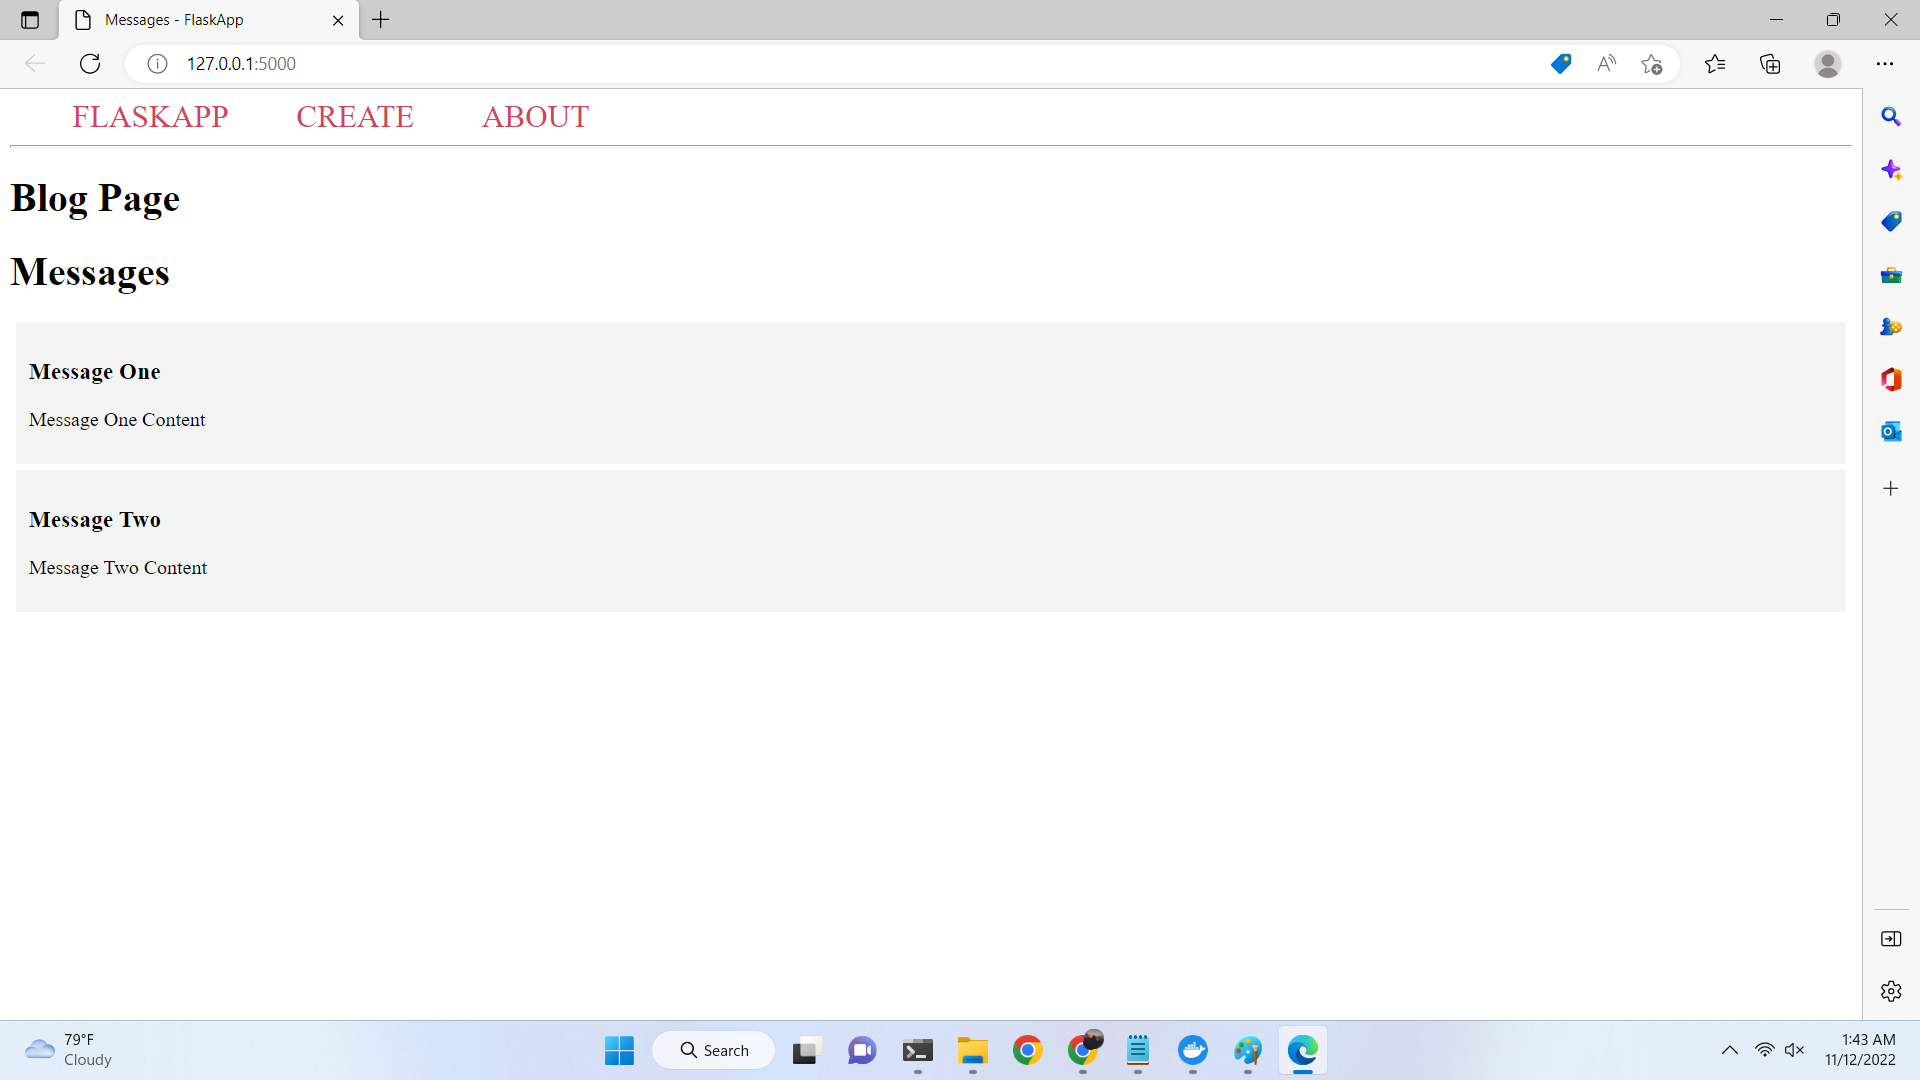 Messages - FlaskApp
127.0.0.1:5000
FLASKAPP CREATE ABOUT
Blog Page
Messages
Message One
Message One Content
Message Two
Message Two Content
79°F
Cloudy
Search
1:43 AM
11/12/2022